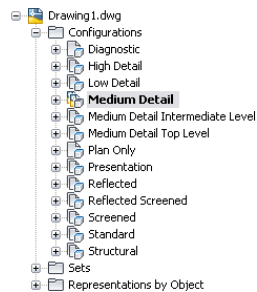 Drawing1.dwg
Configurations
Diagnostic
High Detail
Low Detail
Medium Detail
Medium Detail Intermediate Level
Medium Detail Top Level
Plan Only
Presentation
Reflected
Reflected Screened
Screened
Standard
Structural
Sets
Representations by Object